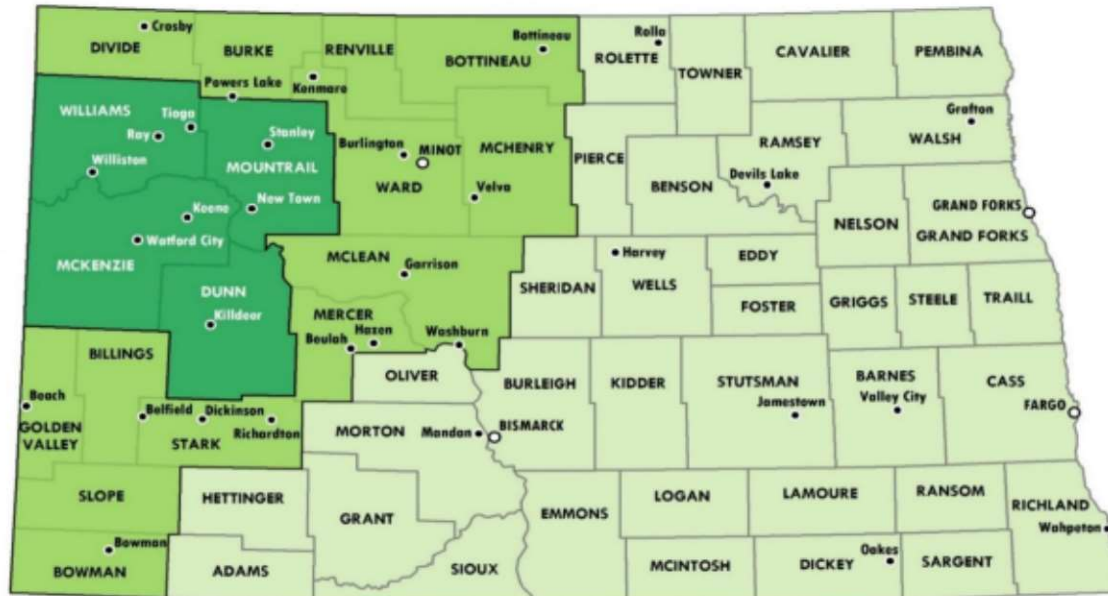 Crosby
DIVIDE
BURKE
RENVILLE
Bottineau
BOTTINEAU
Rolla
ROLETTE
TOWNER
CAVALIER
PEMBINA
Powers Lake
Kenmare
WILLIAMS
Tioga
Ray
Williston
Stanley
MOUNTRAIL
New Town
Burlington
MINOT
WARD
MCHENRY
Velva
PIERCE
BENSON
RAMSEY
Devils Lake
Grafton
WALSH
NELSON
GRAND FORKS
GRAND FORKS
Keene
Watford City
MCKENZIE
DUNN
Killdeer
MCLEAN
Garrison
MERCER
Hazen
Beulah
Washburn
SHERIDAN
Harvey
WELLS
EDDY
FOSTER
GRIGGS
STEELE
TRAILL
BILLINGS
Beach
GOLDEN
VALLEY
Belfield
Dickinson
Richardton
STARK
OLIVER
MORTON
Mandan
BISMARCK
BURLEIGH
KIDDER
STUTSMAN
Jamestown
BARNES
Valley City
CASS
FARGO
SLOPE
HETTINGER
GRANT
Bowman
BOWMAN
ADAMS
SIOUX
EMMONS
LOGAN
LAMOURE
RANSOM
RICHLAND
Wahpeton
MCINTOSH
DICKEY
Oakes
SARGENT